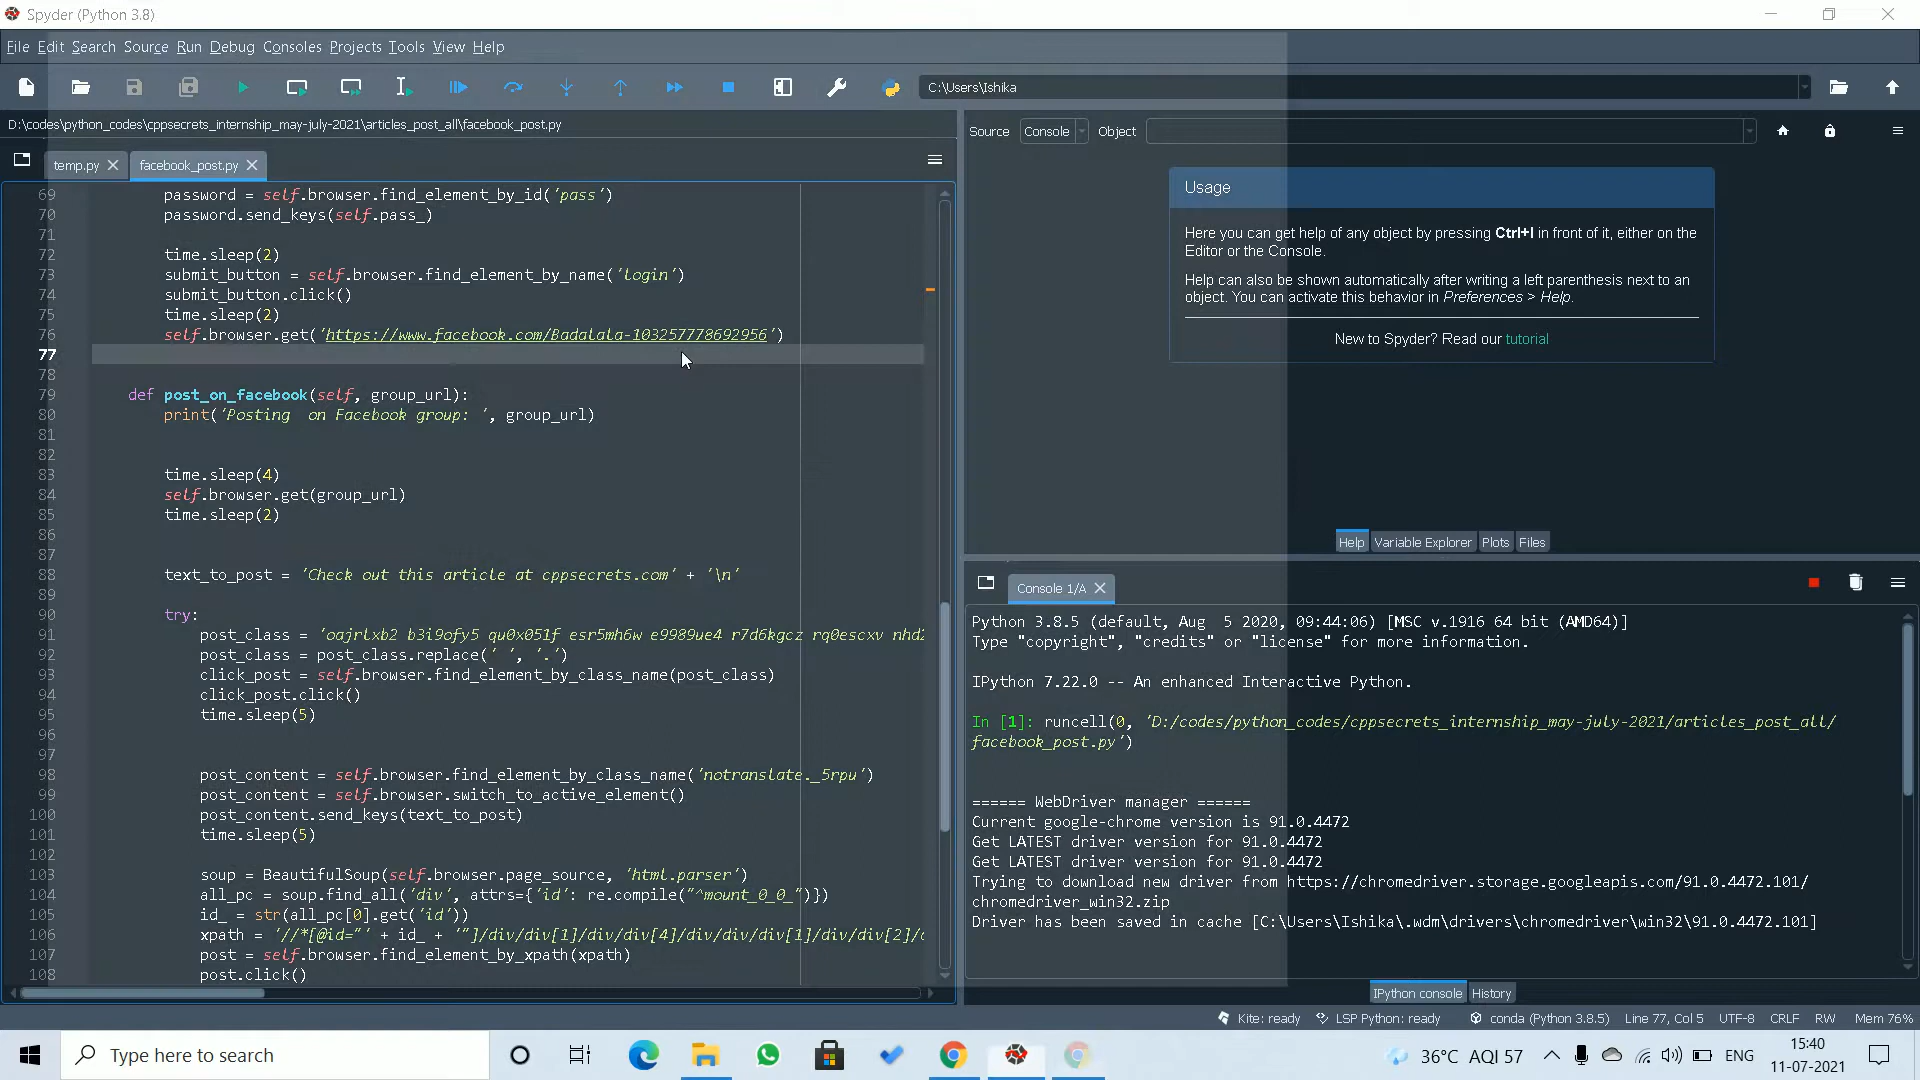 Spyder (Python 3.8)
File Edit Search Source Run Debug Consoles Projects Tools View Help
C:\Users\Ishika
D:\codes\python_codes\cppsecrets_internship_may-july-2021\articles_post_all\facebook_post.py
Source Console Object
temp.py facebook_post.py
69 password = self.browser.find_element_by_id('pass')
70 password.send_keys(self.pass_)
71
72 time.sleep(2)
73 submit_button = self.browser.find_element_by_name('login')
74 submit_button.click()
75 time.sleep(2)
76 self.browser.get('https://www.facebook.com/Badalala-103257778692956')
77
78
79 def post_on_facebook(self, group_url):
80 print('Posting  on Facebook group: ', group_url)
81
82
83 time.sleep(4)
84 self.browser.get(group_url)
85 time.sleep(2)
86
87
88 text_to_post = 'Check out this article at cppsecrets.com' + '\n'
89
90 try:
91 post_class = 'oajrlxb2 b3i9ofy5 qu0x051f esr5mh6w e9989ue4 r7d6kgcz rq0escxv nhd2
92 post_class = post_class.replace(' ', '.')
93 click_post = self.browser.find_element_by_class_name(post_class)
94 click_post.click()
95 time.sleep(5)
96
97
98 post_content = self.browser.find_element_by_class_name('notranslate._5rpu')
99 post_content = self.browser.switch_to_active_element()
100 post_content.send_keys(text_to_post)
101 time.sleep(5)
102
103 soup = BeautifulSoup(self.browser.page_source, 'html.parser')
104 all_pc = soup.find_all('div', attrs={'id': re.compile("^mount_0_0_")})
105 id_ = str(all_pc[0].get('id'))
106 xpath = '//*[@id="' + id_ + '"]/div/div[1]/div/div[4]/div/div/div[1]/div/div[2]/
107 post = self.browser.find_element_by_xpath(xpath)
108 post.click()
Usage
Here you can get help of any object by pressing Ctrl+I in front of it, either on the
Editor or the Console.
Help can also be shown automatically after writing a left parenthesis next to an
object. You can activate this behavior in Preferences > Help.
New to Spyder? Read our tutorial
Help Variable Explorer Plots Files
Console 1/A
Python 3.8.5 (default, Aug  5 2020, 09:44:06) [MSC v.1916 64 bit (AMD64)]
Type "copyright", "credits" or "license" for more information.
IPython 7.22.0 -- An enhanced Interactive Python.
In [1]: runcell(0, 'D:/codes/python_codes/cppsecrets_internship_may-july-2021/articles_post_all/
facebook_post.py')
====== WebDriver manager ======
Current google-chrome version is 91.0.4472
Get LATEST driver version for 91.0.4472
Get LATEST driver version for 91.0.4472
Trying to download new driver from https://chromedriver.storage.googleapis.com/91.0.4472.101/
chromedriver_win32.zip
Driver has been saved in cache [C:\Users\Ishika\.wdm\drivers\chromedriver\win32\91.0.4472.101]
IPython console History
Kite: ready LSP Python: ready conda (Python 3.8.5) Line 77, Col 5 UTF-8 CRLF RW Mem 76%
Type here to search
36°C AQI 57 ENG
15:40
11-07-2021